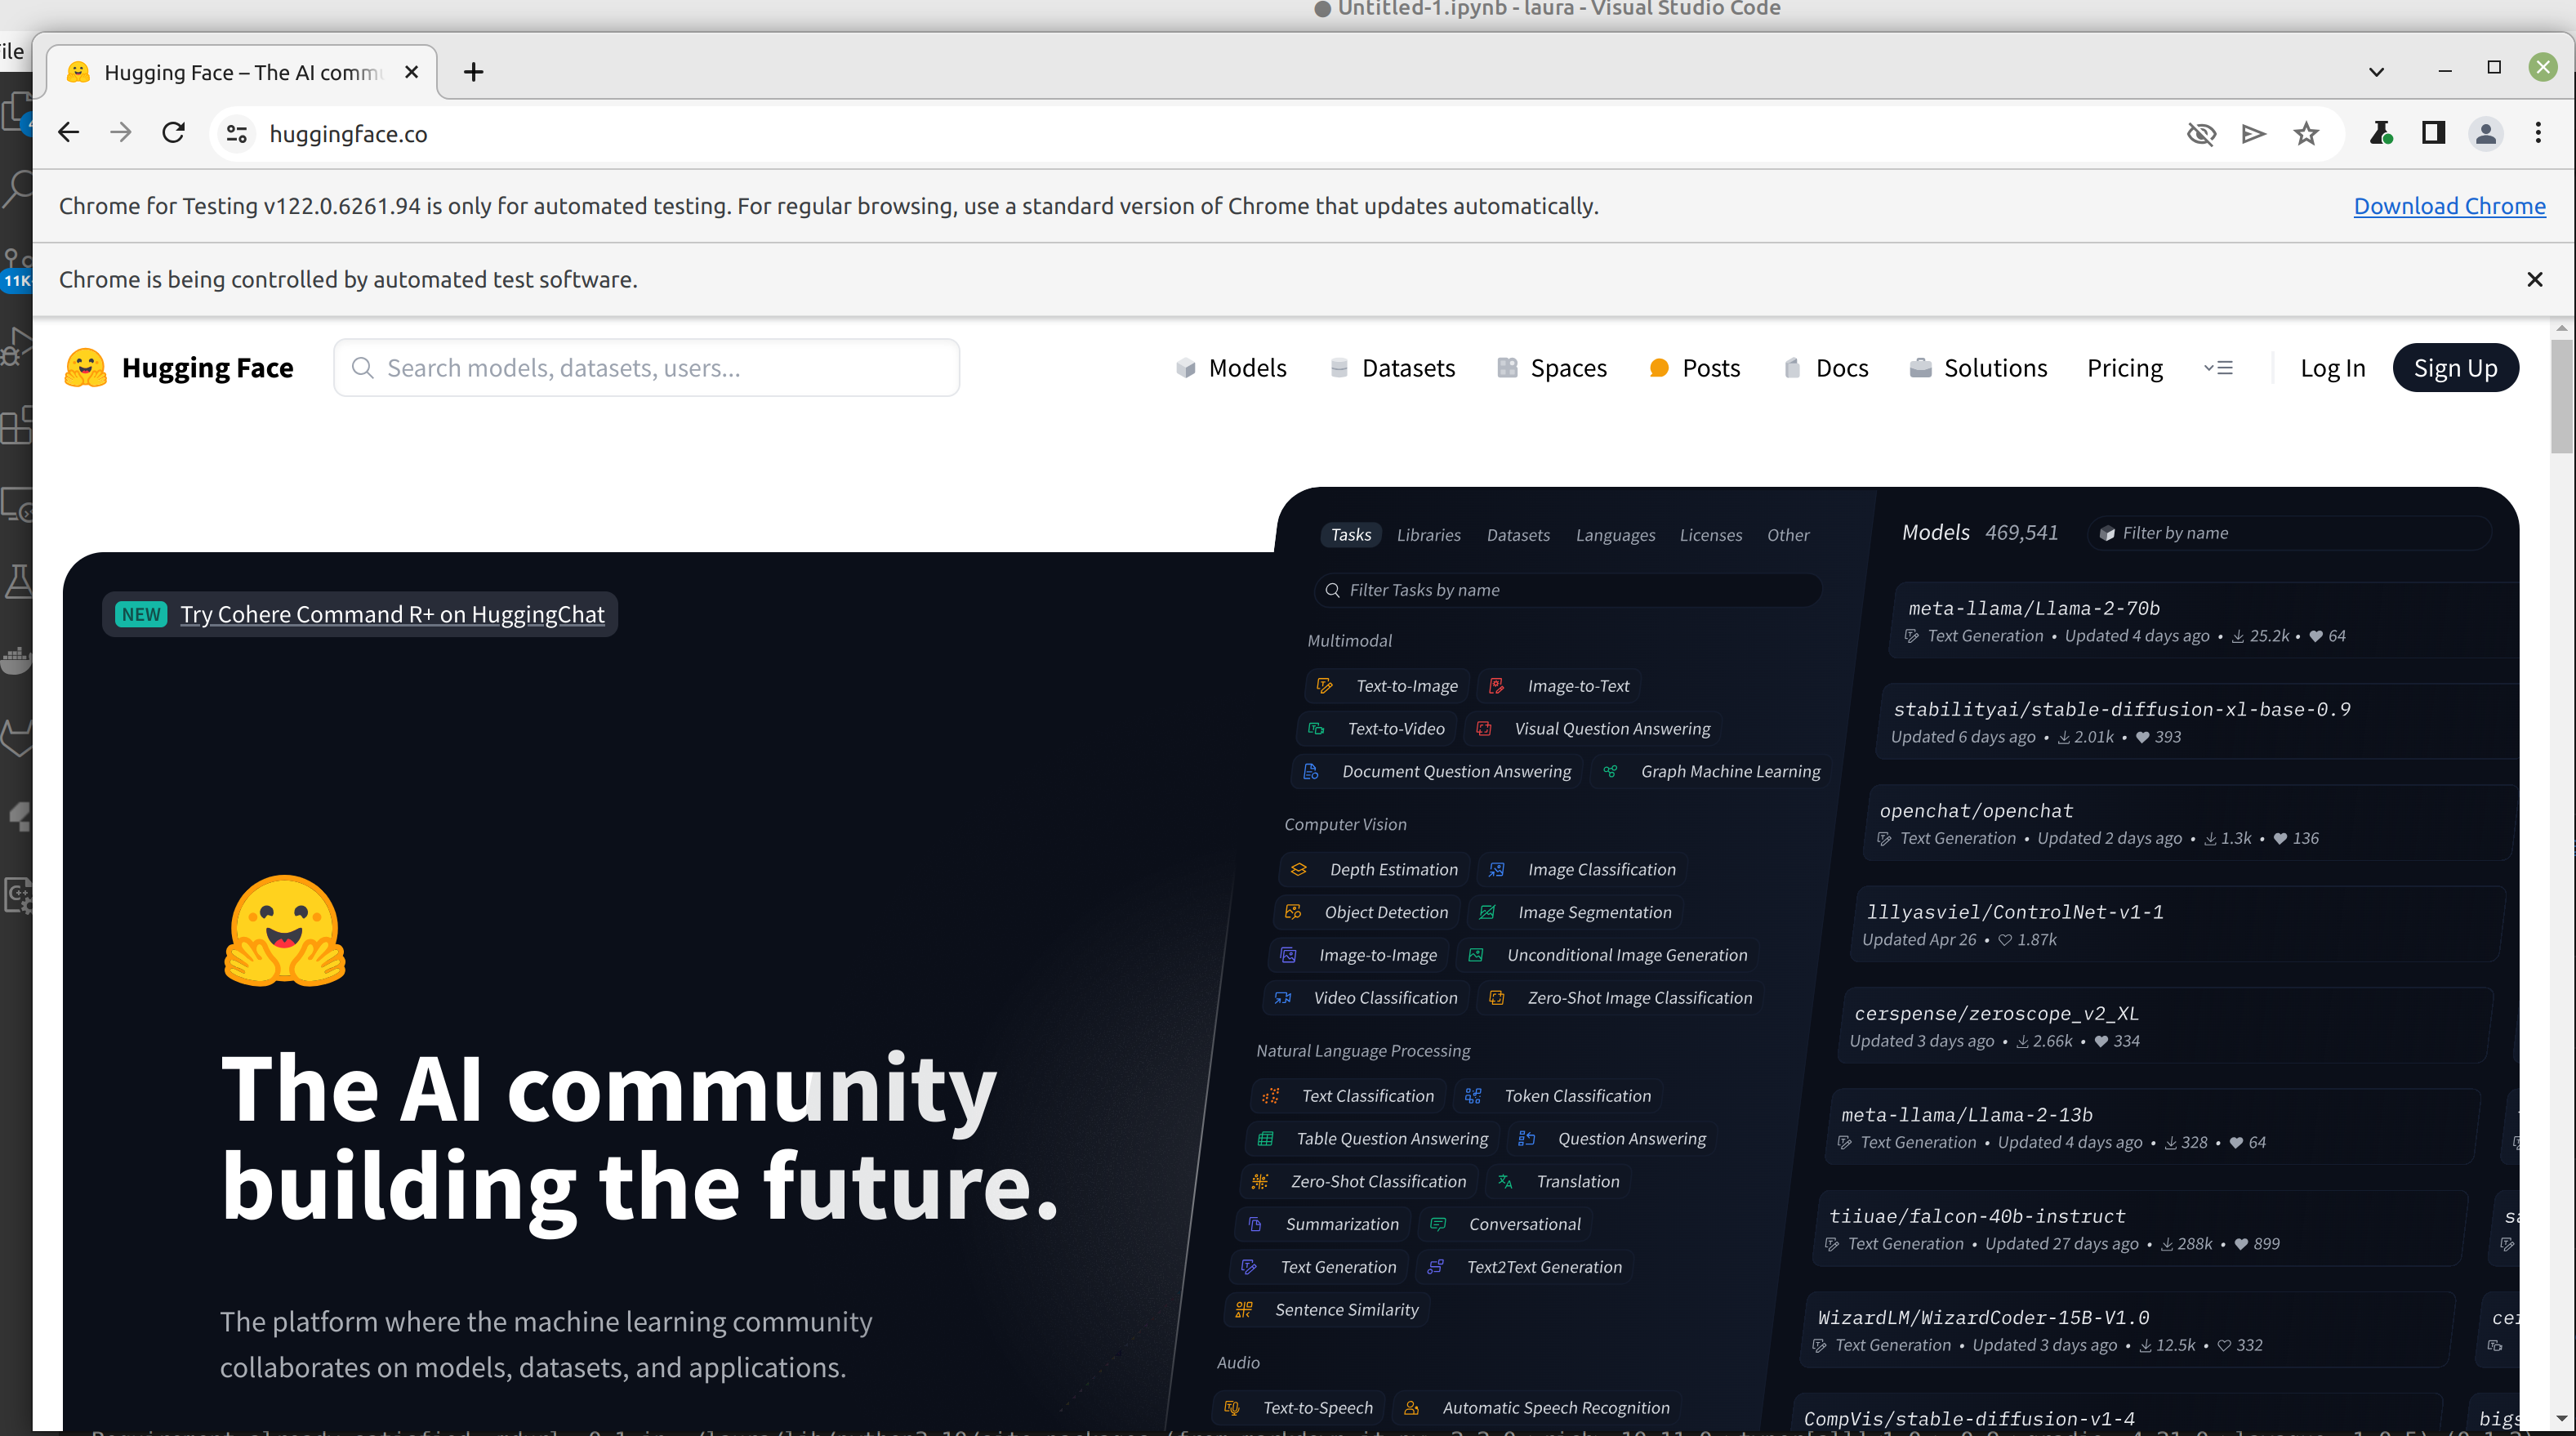 Untitled-1.ipynb - laura - Visual Studio Code
File
Hugging Face – The AI comm
huggingface.co
Chrome for Testing v122.0.6261.94 is only for automated testing. For regular browsing, use a standard version of Chrome that updates automatically.
Download Chrome
11K
Chrome is being controlled by automated test software.
Hugging Face
Search models, datasets, users...
Models
Datasets
Spaces
Posts
Docs
Solutions
Pricing
Log In
Sign Up
NEW Try Cohere Command R+ on HuggingChat
The AI community
building the future.
The platform where the machine learning community
collaborates on models, datasets, and applications.
Tasks Libraries Datasets Languages Licenses Other
Filter Tasks by name
Multimodal
Text-to-Image Image-to-Text
Text-to-Video Visual Question Answering
Document Question Answering Graph Machine Learning
Computer Vision
Depth Estimation Image Classification
Object Detection Image Segmentation
Image-to-Image Unconditional Image Generation
Video Classification Zero-Shot Image Classification
Natural Language Processing
Text Classification Token Classification
Table Question Answering Question Answering
Zero-Shot Classification Translation
Summarization Conversational
Text Generation Text2Text Generation
Sentence Similarity
Audio
Text-to-Speech Automatic Speech Recognition
Models 469,541 Filter by name
meta-llama/Llama-2-70b
Text Generation • Updated 4 days ago • 25.2k • 64
stabilityai/stable-diffusion-xl-base-0.9
Updated 6 days ago • 2.01k • 393
openchat/openchat
Text Generation • Updated 2 days ago • 1.3k • 136
lllyasviel/ControlNet-v1-1
Updated Apr 26 • 1.87k
cerspense/zeroscope_v2_XL
Updated 3 days ago • 2.66k • 334
meta-llama/Llama-2-13b
Text Generation • Updated 4 days ago • 328 • 64
tiiuae/falcon-40b-instruct
Text Generation • Updated 27 days ago • 288k • 899
WizardLM/WizardCoder-15B-V1.0
Text Generation • Updated 3 days ago • 12.5k • 332
CompVis/stable-diffusion-v1-4
bigs